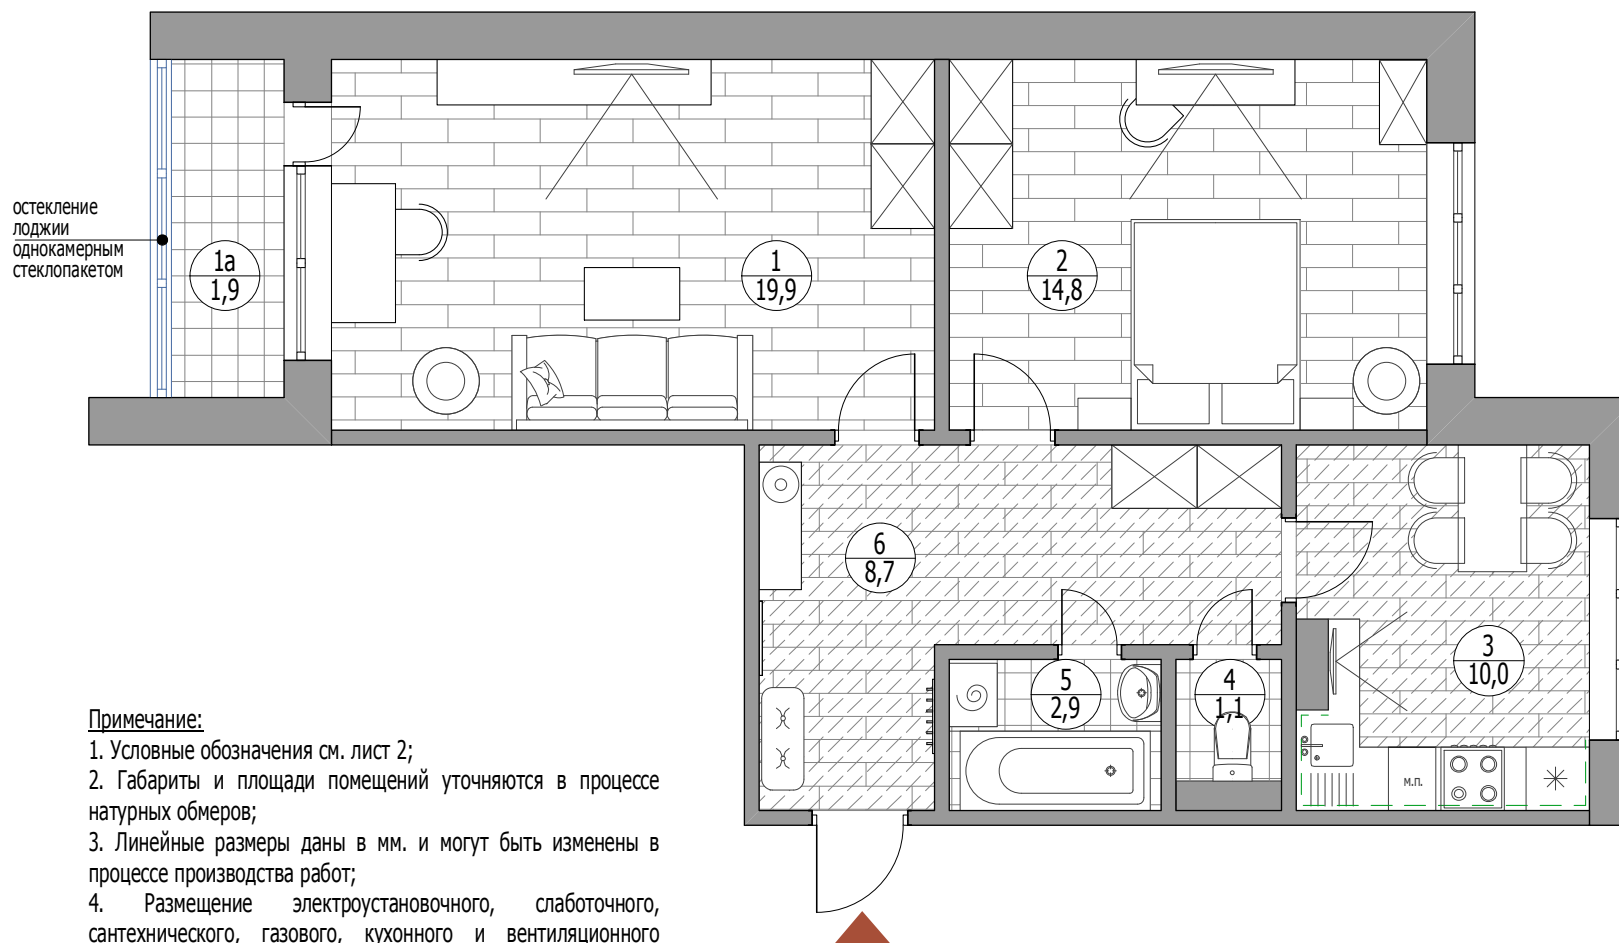 остекление
лоджии
однокамерным
стеклопакетом
1а
1,9
1
19,9
2
14,8
6
8,7
3
10,0
5
2,9
4
1,1
м.п.
Примечание:
1. Условные обозначения см. лист 2;
2. Габариты и площади помещений уточняются в процессе
натурных обмеров;
3. Линейные размеры даны в мм. и могут быть изменены в
процессе производства работ;
4. Размещение электроустановочного, слаботочного,
сантехнического, газового, кухонного и вентиляционного